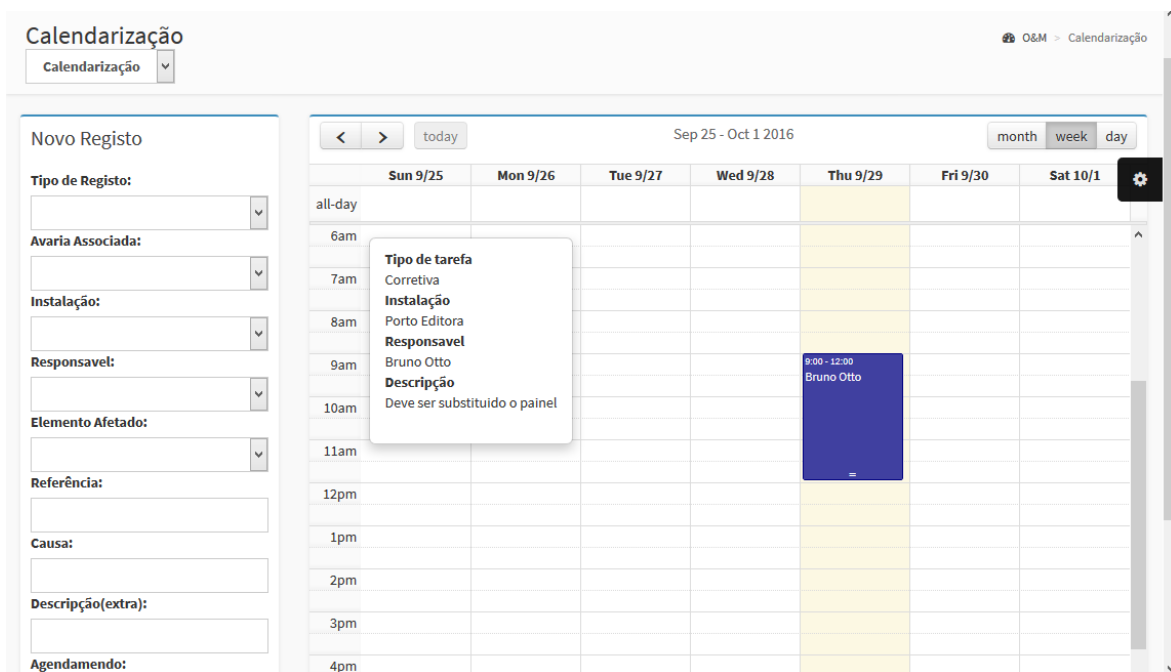 Calendarização
O&M > Calendarização
Calendarização
Novo Registo
Tipo de Registo:
Avaria Associada:
Instalação:
Responsavel:
Elemento Afetado:
Referência:
Causa:
Descripção(extra):
Agendamento:
today
Sep 25 - Oct 1 2016
month week day
Sun 9/25 Mon 9/26 Tue 9/27 Wed 9/28 Thu 9/29 Fri 9/30 Sat 10/1
all-day
6am
7am
8am
9am
10am
11am
12pm
1pm
2pm
3pm
4pm
Tipo de tarefa
Corretiva
Instalação
Porto Editora
Responsavel
Bruno Otto
Descripção
Deve ser substituido o painel
9:00 - 12:00
Bruno Otto